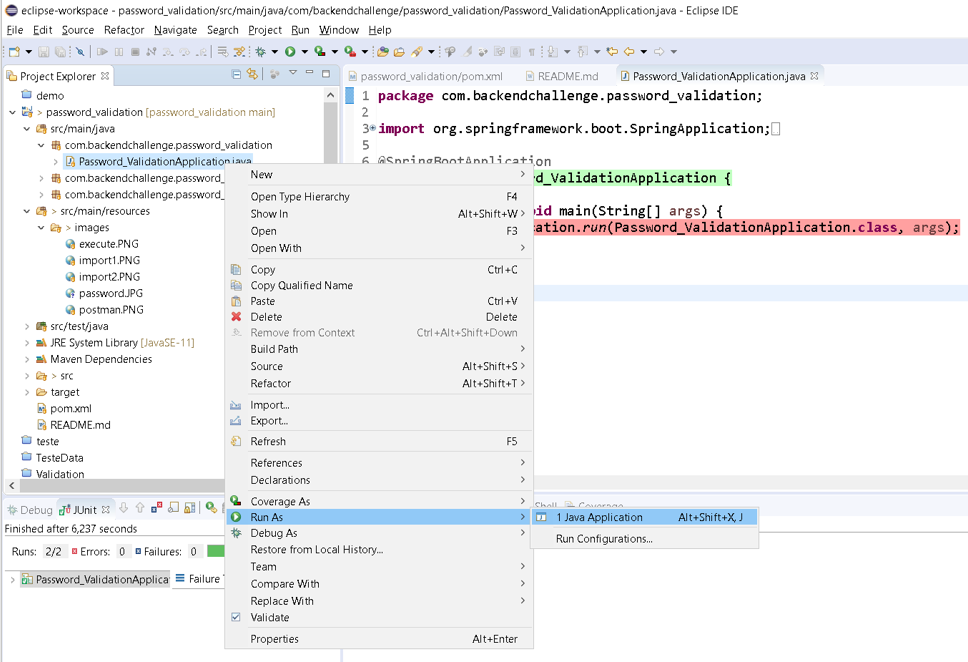 eclipse-workspace - password_validation/src/main/java/com/backendchallenge/password_validation/Password_ValidationApplication.java - Eclipse IDE
File Edit Source Refactor Navigate Search Project Run Window Help
Project Explorer
password_validation/pom.xml README.md Password_ValidationApplication.java
demo
password_validation [password_validation main]
src/main/java
com.backendchallenge.password_validation
Password_ValidationApplication.java
com.backendchallenge.password_
com.backendchallenge.password_
src/main/resources
images
execute.PNG
import1.PNG
import2.PNG
password.JPG
postman.PNG
src/test/java
JRE System Library [JavaSE-11]
Maven Dependencies
src
target
pom.xml
README.md
teste
TesteData
Validation
1 package com.backendchallenge.password_validation;
2
3 import org.springframework.boot.SpringApplication;
5
6 @SpringBootApplication
d_ValidationApplication {
id main(String[] args) {
cation.run(Password_ValidationApplication.class, args);
New
Open Type Hierarchy F4
Show In Alt+Shift+W
Open F3
Open With
Copy Ctrl+C
Copy Qualified Name
Paste Ctrl+V
Delete Delete
Remove from Context Ctrl+Alt+Shift+Down
Build Path
Source Alt+Shift+S
Refactor Alt+Shift+T
Import...
Export...
Refresh F5
References
Declarations
Coverage As
Run As
Debug As
Restore from Local History...
Team
Compare With
Replace With
Validate
Properties Alt+Enter
1 Java Application Alt+Shift+X, J
Run Configurations...
Debug JUnit
Shell Coverage
Finished after 6,237 seconds
Runs: 2/2 Errors: 0 Failures: 0
Password_ValidationApplica Failure